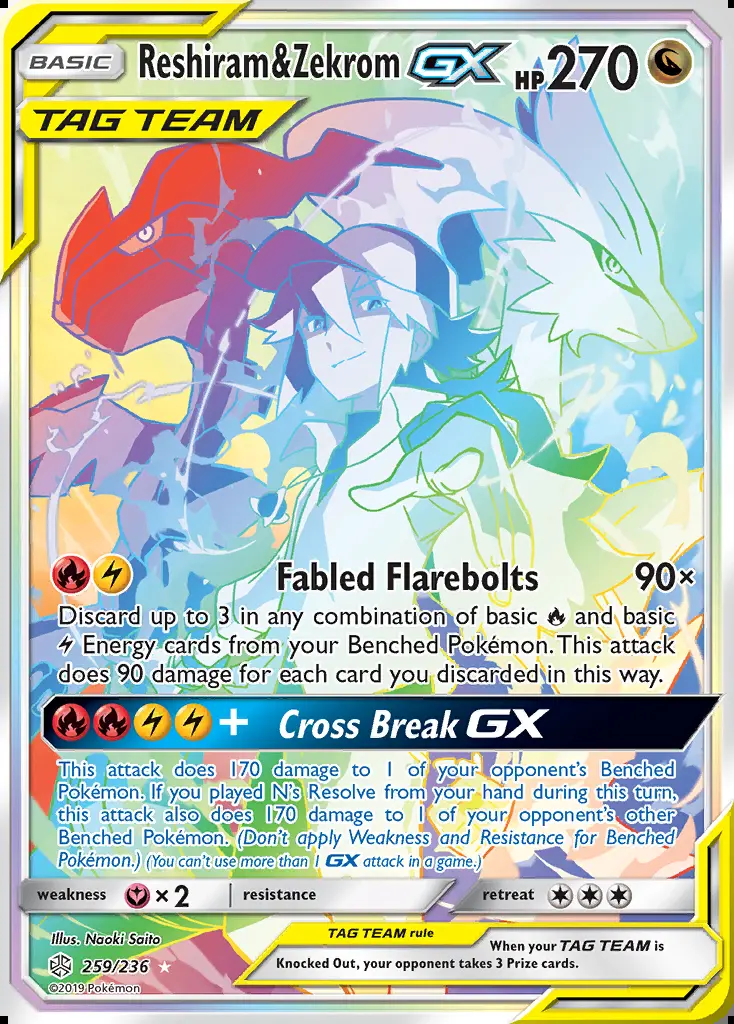 BASIC Reshiram&Zekrom GX HP270
TAG TEAM
Fabled Flarebolts 90×
Discard up to 3 in any combination of basic and basic
Energy cards from your Benched Pokémon. This attack
does 90 damage for each card you discarded in this way.
+ Cross Break GX
This attack does 170 damage to 1 of your opponent's Benched
Pokémon. If you played N's Resolve from your hand during this turn,
this attack also does 170 damage to 1 of your opponent's other
Benched Pokémon. (Don't apply Weakness and Resistance for Benched
Pokémon.) (You can't use more than 1 GX attack in a game.)
weakness ×2 resistance retreat
Illus. Naoki Saito
TAG TEAM rule
When your TAG TEAM is
Knocked Out, your opponent takes 3 Prize cards.
259/236
©2019 Pokémon